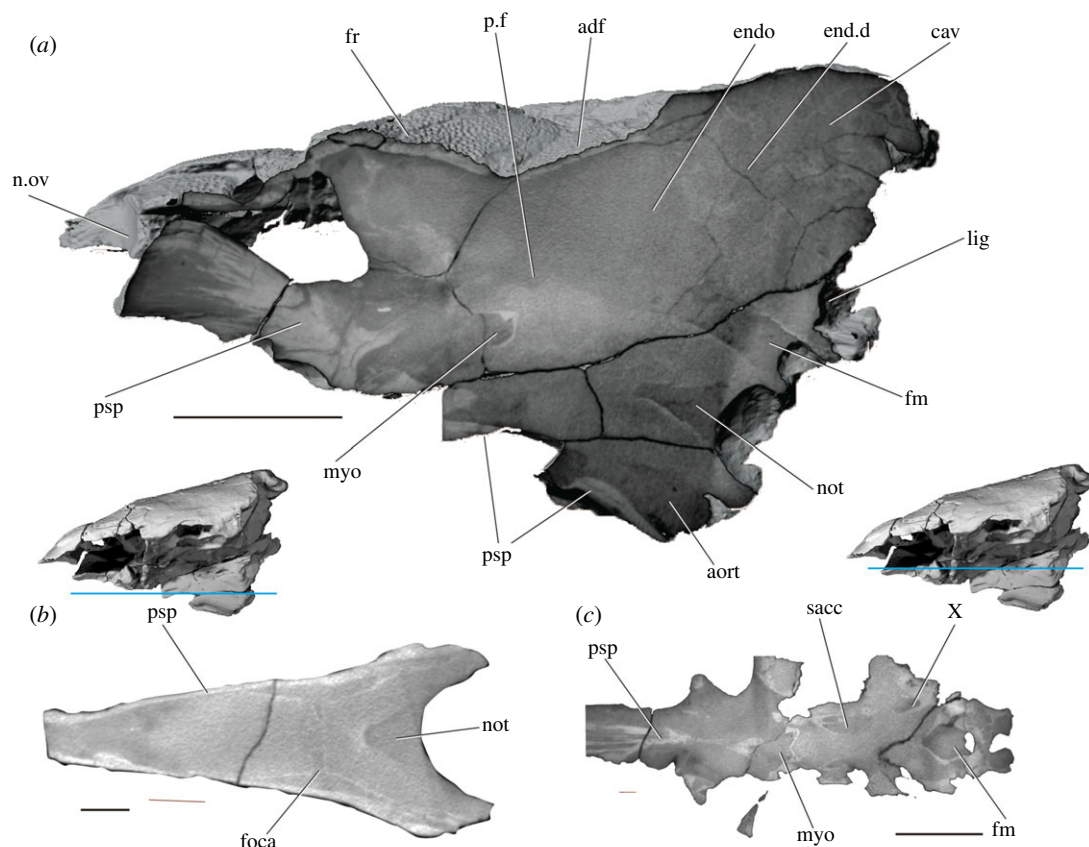 (a)
fr
p.f
adf
endo
end.d
cav
n.ov
lig
psp
fm
myo
not
psp
aort
(b)
psp
not
foca
(c)
psp
sacc
X
myo
fm